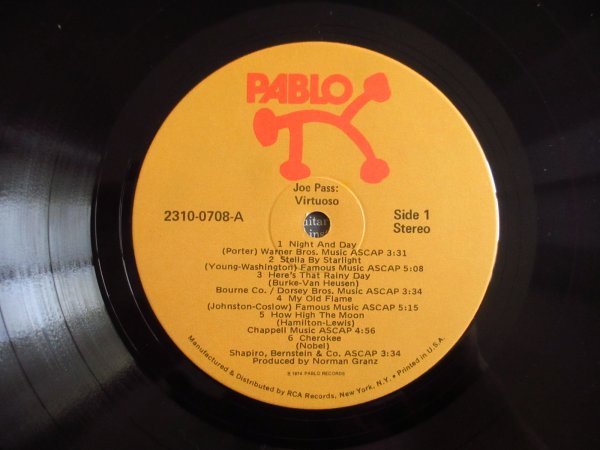 PABLO
Joe Pass:
Virtuoso
2310-0708-A
Side 1
Stereo
1 Night And Day
(Porter) Warner Bros. Music ASCAP 3:31
2 Stella By Starlight
(Young-Washington) Famous Music ASCAP 5:08
3 Here's That Rainy Day
(Burke-Van Heusen)
Bourne Co. / Dorsey Bros. Music ASCAP 3:34
4 My Old Flame
(Johnston-Coslow) Famous Music ASCAP 5:15
5 How High The Moon
(Hamilton-Lewis)
Chappell Music ASCAP 4:56
6 Cherokee
(Nobel)
Shapiro, Bernstein & Co. ASCAP 3:34
Produced by Norman Granz
℗ 1974 PABLO RECORDS
Manufactured & Distributed by RCA Records, New York, N.Y. • Printed in U.S.A.